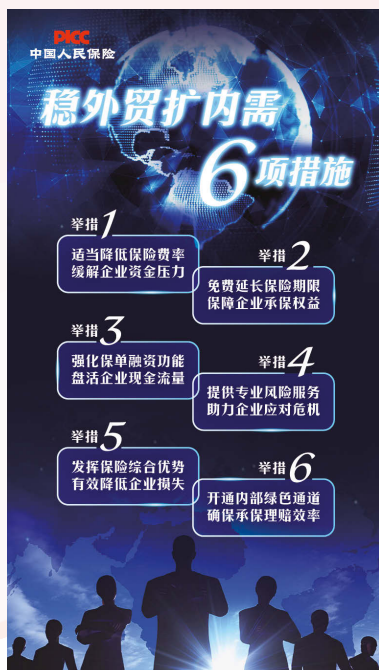 PICC
中国人民保险
稳外贸扩内需
6项措施
举措1
适当降低保险费率
缓解企业资金压力
举措2
免费延长保险期限
保障企业承保权益
举措3
强化保单融资功能
盘活企业现金流量
举措4
提供专业风险服务
助力企业应对危机
举措5
发挥保险综合优势
有效降低企业损失
举措6
开通内部绿色通道
确保承保理赔效率